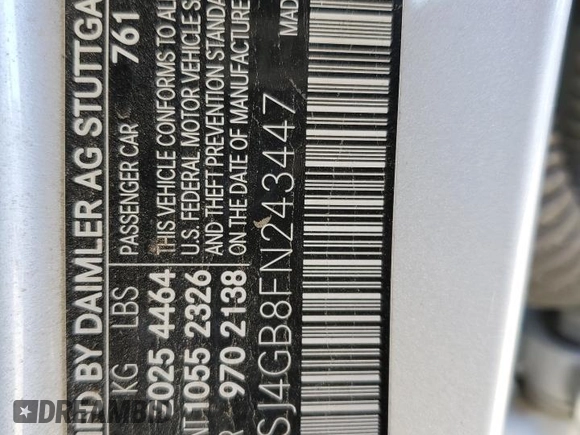 D BY DAIMLER AG STUTTGA
KG LBS PASSENGER CAR 761
025 4464 THIS VEHICLE CONFORMS TO AL
1055 2326 U.S. FEDERAL MOTOR VEHICLE S
970 2138 AND THEFT PREVENTION STANDA
ON THE DATE OF MANUFACTURE
MAD
SJ4GB8FN243447
DREAMBID